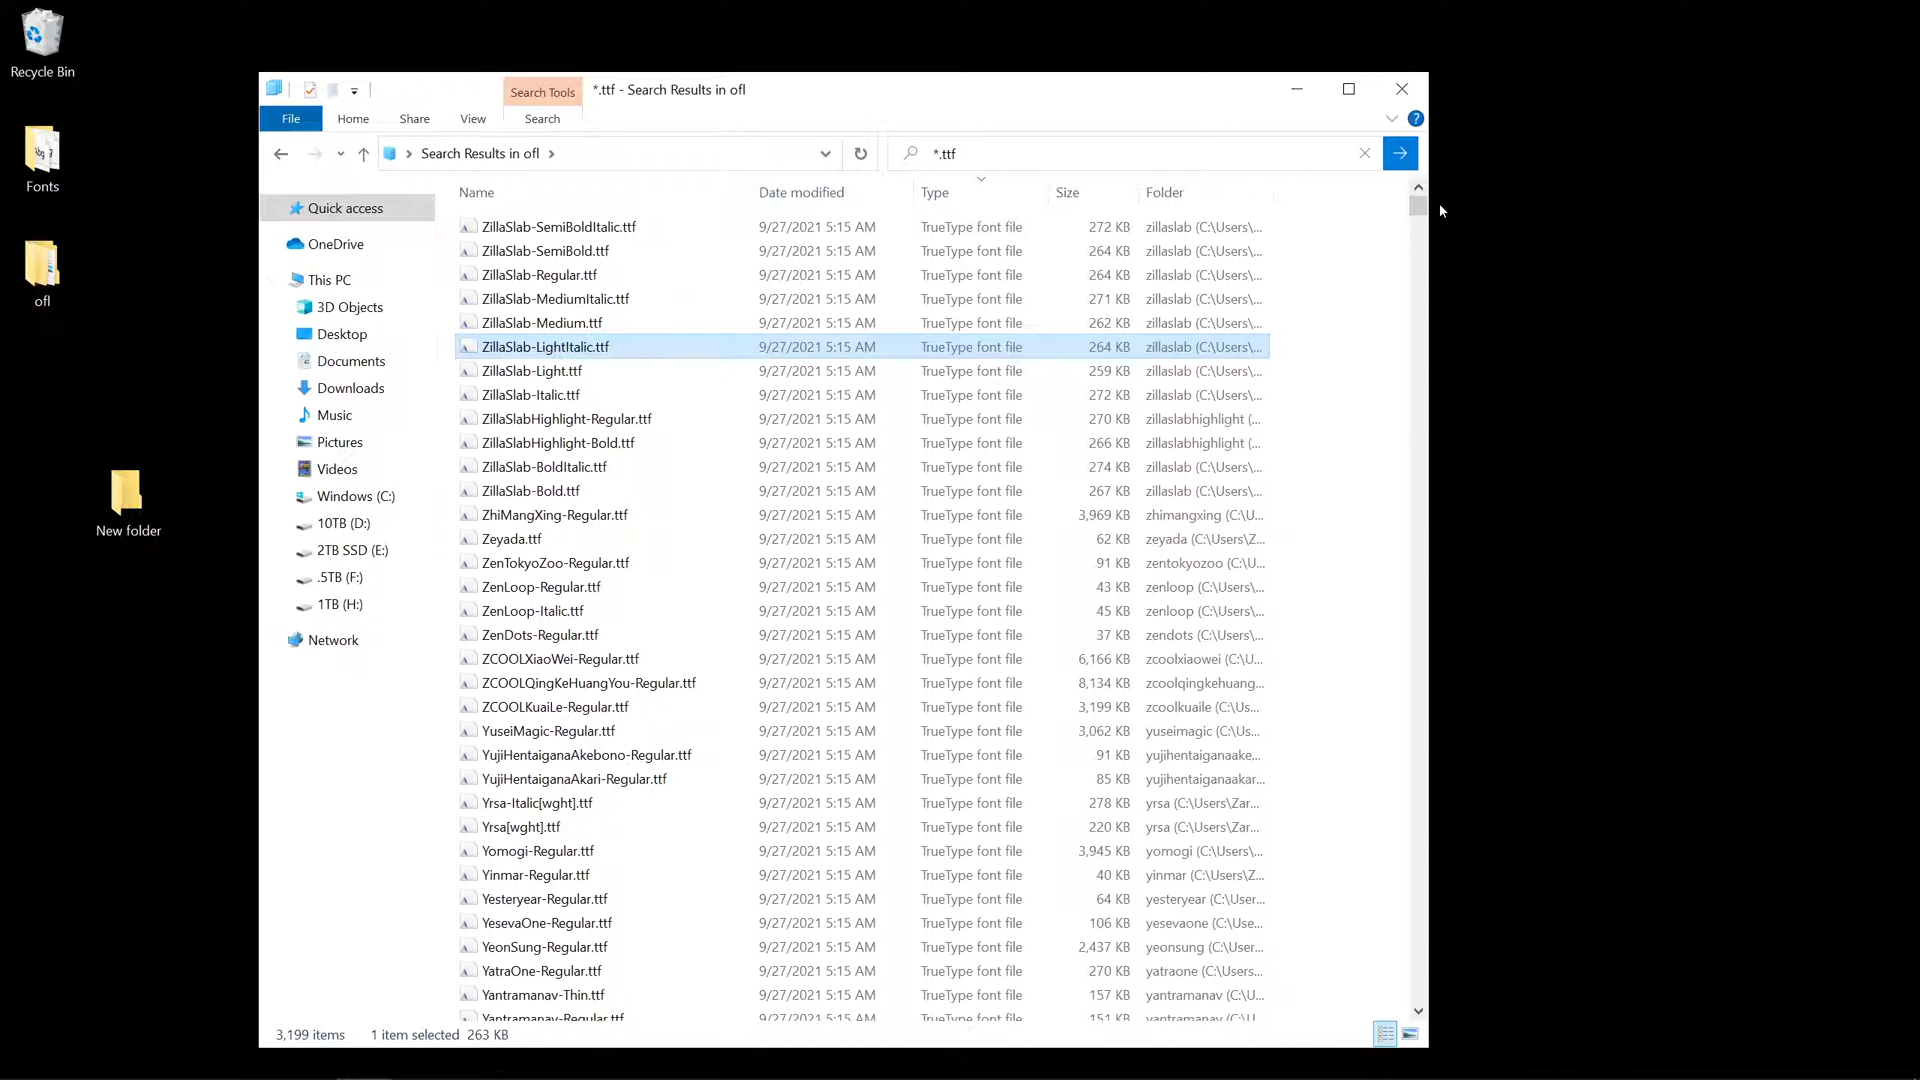 Recycle Bin
Fonts
ofl
New folder
Search Tools
*.ttf - Search Results in ofl
File Home Share View Search
Search Results in ofl
*.ttf
Quick access
OneDrive
This PC
3D Objects
Desktop
Documents
Downloads
Music
Pictures
Videos
Windows (C:)
10TB (D:)
2TB SSD (E:)
.5TB (F:)
1TB (H:)
Network
Name Date modified Type Size Folder
ZillaSlab-SemiBoldItalic.ttf 9/27/2021 5:15 AM TrueType font file 272 KB zillaslab (C:\Users\...
ZillaSlab-SemiBold.ttf 9/27/2021 5:15 AM TrueType font file 264 KB zillaslab (C:\Users\...
ZillaSlab-Regular.ttf 9/27/2021 5:15 AM TrueType font file 264 KB zillaslab (C:\Users\...
ZillaSlab-MediumItalic.ttf 9/27/2021 5:15 AM TrueType font file 271 KB zillaslab (C:\Users\...
ZillaSlab-Medium.ttf 9/27/2021 5:15 AM TrueType font file 262 KB zillaslab (C:\Users\...
ZillaSlab-LightItalic.ttf 9/27/2021 5:15 AM TrueType font file 264 KB zillaslab (C:\Users\...
ZillaSlab-Light.ttf 9/27/2021 5:15 AM TrueType font file 259 KB zillaslab (C:\Users\...
ZillaSlab-Italic.ttf 9/27/2021 5:15 AM TrueType font file 272 KB zillaslab (C:\Users\...
ZillaSlabHighlight-Regular.ttf 9/27/2021 5:15 AM TrueType font file 270 KB zillaslabhighlight (...
ZillaSlabHighlight-Bold.ttf 9/27/2021 5:15 AM TrueType font file 266 KB zillaslabhighlight (...
ZillaSlab-BoldItalic.ttf 9/27/2021 5:15 AM TrueType font file 274 KB zillaslab (C:\Users\...
ZillaSlab-Bold.ttf 9/27/2021 5:15 AM TrueType font file 267 KB zillaslab (C:\Users\...
ZhiMangXing-Regular.ttf 9/27/2021 5:15 AM TrueType font file 3,969 KB zhimangxing (C:\U...
Zeyada.ttf 9/27/2021 5:15 AM TrueType font file 62 KB zeyada (C:\Users\Z...
ZenTokyoZoo-Regular.ttf 9/27/2021 5:15 AM TrueType font file 91 KB zentokyozoo (C:\U...
ZenLoop-Regular.ttf 9/27/2021 5:15 AM TrueType font file 43 KB zenloop (C:\Users\...
ZenLoop-Italic.ttf 9/27/2021 5:15 AM TrueType font file 45 KB zenloop (C:\Users\...
ZenDots-Regular.ttf 9/27/2021 5:15 AM TrueType font file 37 KB zendots (C:\Users\...
ZCOOLXiaoWei-Regular.ttf 9/27/2021 5:15 AM TrueType font file 6,166 KB zcoolxiaowei (C:\U...
ZCOOLQingKeHuangYou-Regular.ttf 9/27/2021 5:15 AM TrueType font file 8,134 KB zcoolqingkehuang...
ZCOOLKuaiLe-Regular.ttf 9/27/2021 5:15 AM TrueType font file 3,199 KB zcoolkuaile (C:\Us...
YuseiMagic-Regular.ttf 9/27/2021 5:15 AM TrueType font file 3,062 KB yuseimagic (C:\Us...
YujiHentaiganaAkebono-Regular.ttf 9/27/2021 5:15 AM TrueType font file 91 KB yujihentaiganaake...
YujiHentaiganaAkari-Regular.ttf 9/27/2021 5:15 AM TrueType font file 85 KB yujihentaiganaakar...
Yrsa-Italic[wght].ttf 9/27/2021 5:15 AM TrueType font file 278 KB yrsa (C:\Users\Zar...
Yrsa[wght].ttf 9/27/2021 5:15 AM TrueType font file 220 KB yrsa (C:\Users\Zar...
Yomogi-Regular.ttf 9/27/2021 5:15 AM TrueType font file 3,945 KB yomogi (C:\Users\...
Yinmar-Regular.ttf 9/27/2021 5:15 AM TrueType font file 40 KB yinmar (C:\Users\Z...
Yesteryear-Regular.ttf 9/27/2021 5:15 AM TrueType font file 64 KB yesteryear (C:\Users...
YesevaOne-Regular.ttf 9/27/2021 5:15 AM TrueType font file 106 KB yesevaone (C:\Use...
YeonSung-Regular.ttf 9/27/2021 5:15 AM TrueType font file 2,437 KB yeonsung (C:\User...
YatraOne-Regular.ttf 9/27/2021 5:15 AM TrueType font file 270 KB yatraone (C:\Users...
Yantramanav-Thin.ttf 9/27/2021 5:15 AM TrueType font file 157 KB yantramanav (C:\U...
Yantramanav-Regular.ttf 9/27/2021 5:15 AM TrueType font file 151 KB yantramanav (C:\U...
3,199 items 1 item selected 263 KB